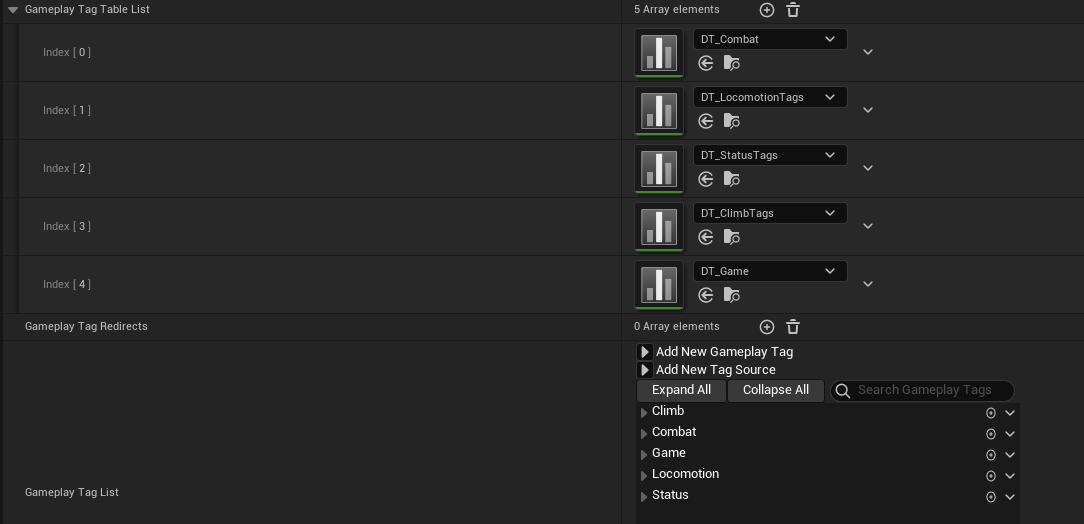 Gameplay Tag Table List 5 Array elements
Index [ 0 ] DT_Combat
Index [ 1 ] DT_LocomotionTags
Index [ 2 ] DT_StatusTags
Index [ 3 ] DT_ClimbTags
Index [ 4 ] DT_Game
Gameplay Tag Redirects 0 Array elements
Add New Gameplay Tag
Add New Tag Source
Expand All Collapse All Search Gameplay Tags
Climb
Combat
Game
Locomotion
Gameplay Tag List
Status